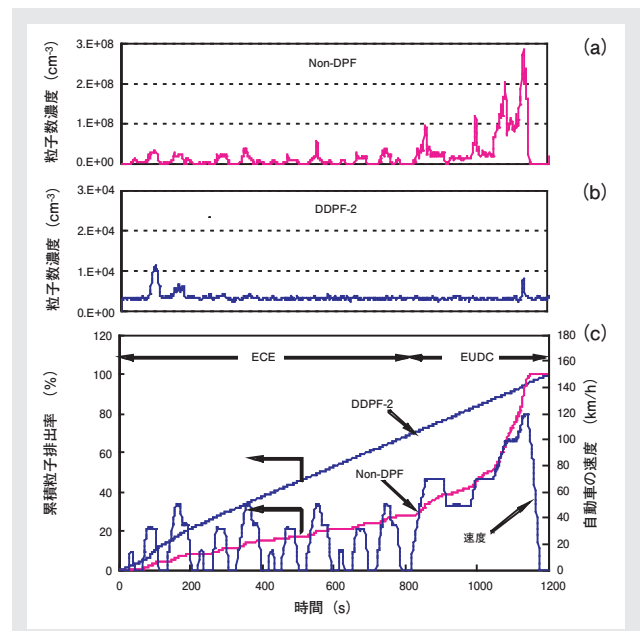 (a)
粒子数濃度 (cm-3)
3.E+08
2.E+08
1.E+08
0.E+00
Non-DPF
(b)
粒子数濃度 (cm-3)
3.E+04
2.E+04
1.E+04
0.E+00
DDPF-2
(c)
累積粒子排出率 (%)
120
100
80
60
40
20
0
ECE
EUDC
DDPF-2
Non-DPF
速度
180
160
140
120
100
80
60
40
20
0
自動車の速度 (km/h)
0 200 400 600 800 1000 1200
時間 (s)